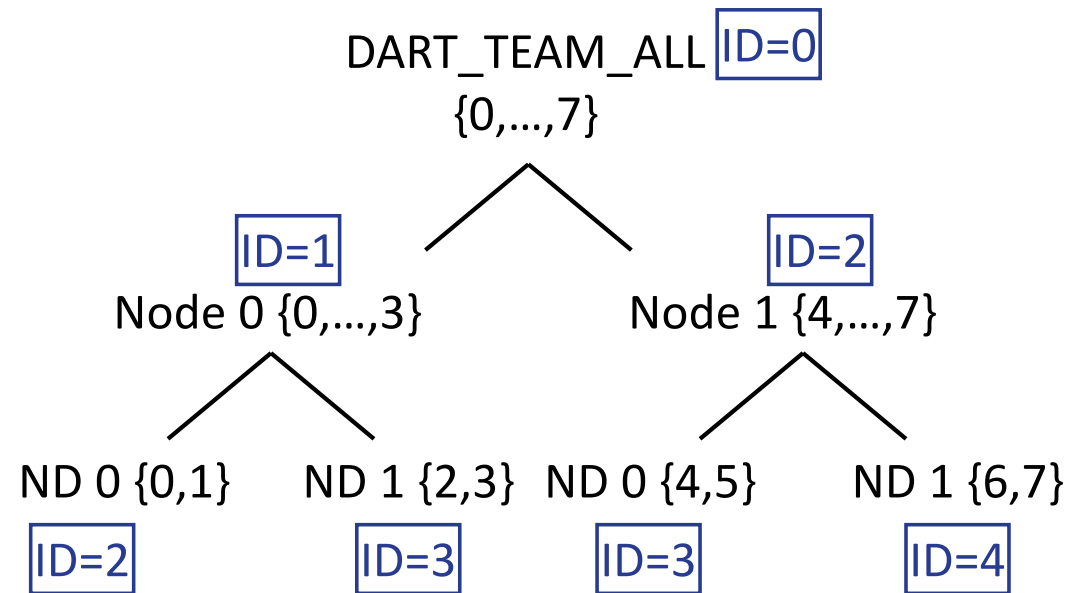 DART_TEAM_ALL ID=0
{0,...,7}
ID=1 ID=2
Node 0 {0,...,3} Node 1 {4,...,7}
ND 0 {0,1} ND 1 {2,3} ND 0 {4,5} ND 1 {6,7}
ID=2 ID=3 ID=3 ID=4